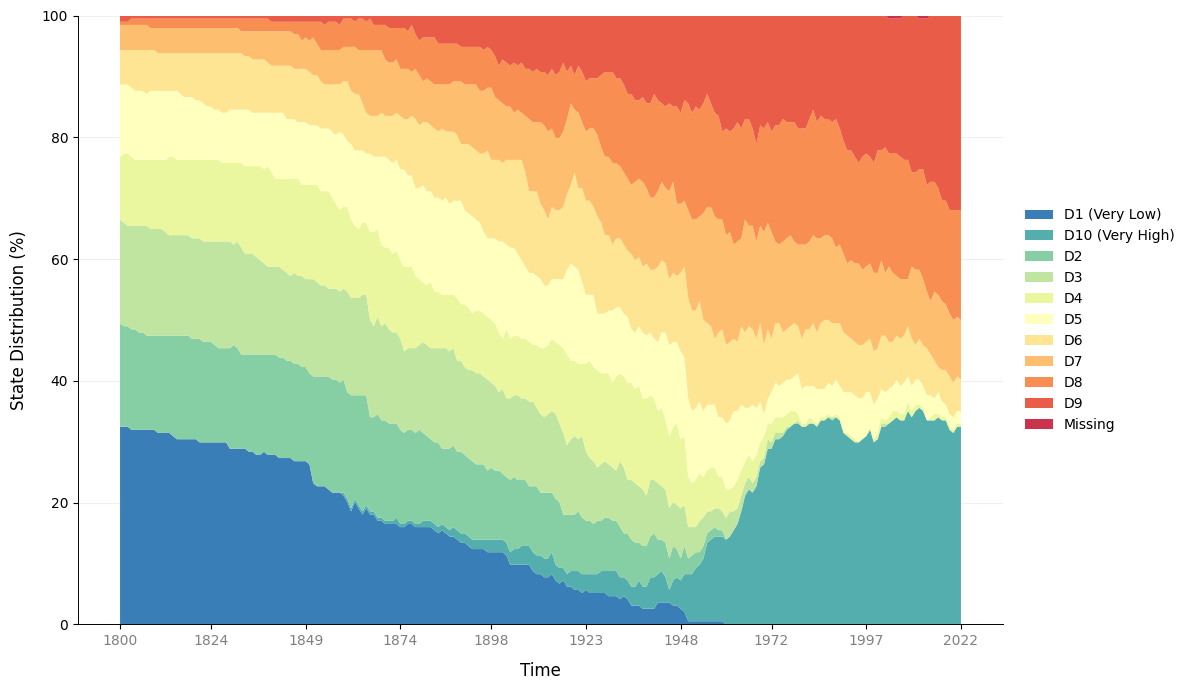 100
80
60
40
20
0
State Distribution (%)
1800 1824 1849 1874 1898 1923 1948 1972 1997 2022
Time
D1 (Very Low)
D10 (Very High)
D2
D3
D4
D5
D6
D7
D8
D9
Missing